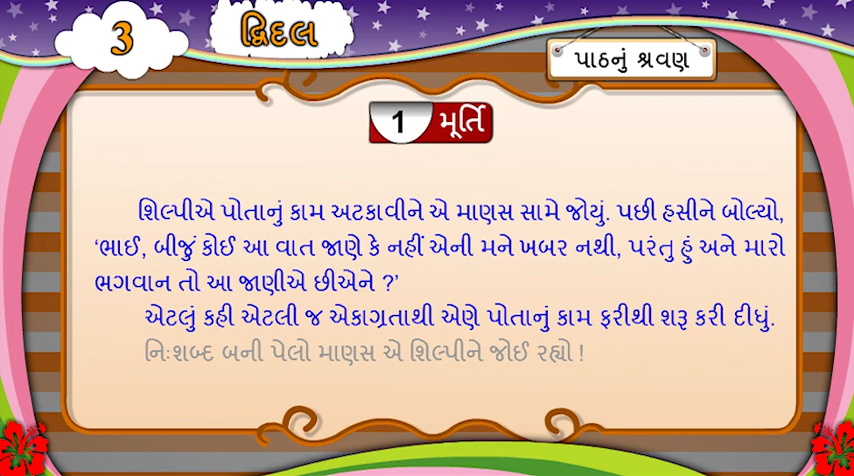 3
દ્વિદલ
પાઠનું શ્રવણ
1 મૂર્તિ
શિલ્પીએ પોતાનું કામ અટકાવીને એ માણસ સામે જોયું. પછી હસીને બોલ્યો,
‘ભાઈ, બીજું કોઈ આ વાત જાણે કે નહીં એની મને ખબર નથી, પરંતુ હું અને મારો
ભગવાન તો આ જાણીએ છીએને ?’
એટલું કહી એટલી જ એકાગ્રતાથી એણે પોતાનું કામ ફરીથી શરૂ કરી દીધું.
નિઃશબ્દ બની પેલો માણસ એ શિલ્પીને જોઈ રહ્યો !